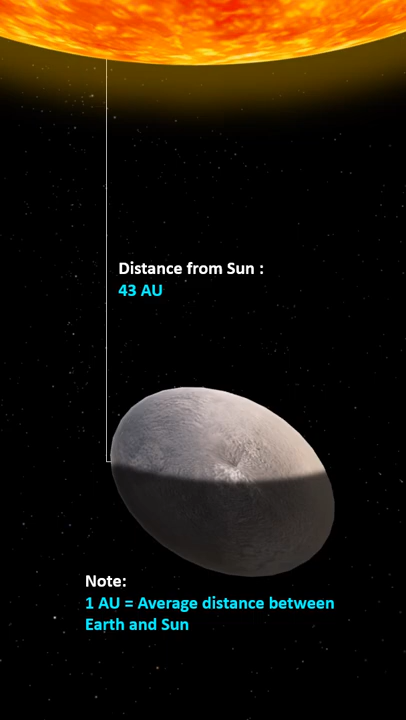 Distance from Sun :
43 AU
Note:
1 AU = Average distance between
Earth and Sun